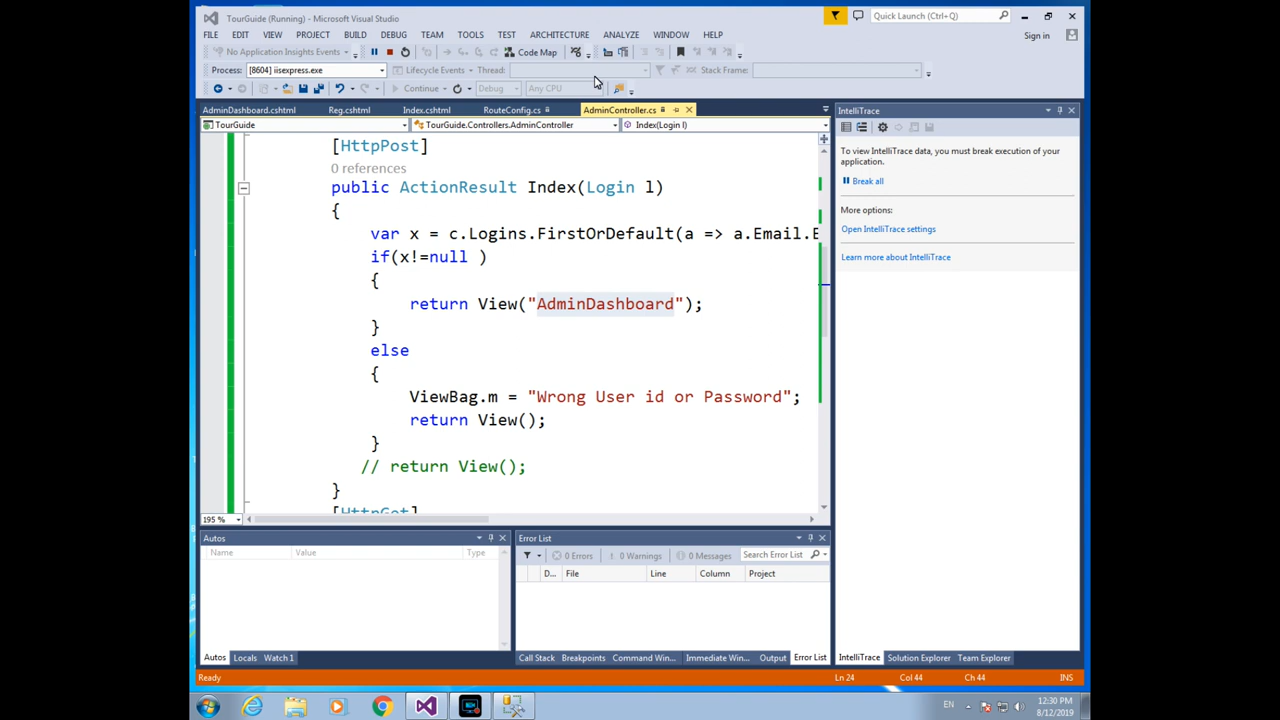 TourGuide (Running) - Microsoft Visual Studio
Quick Launch (Ctrl+Q)
FILE EDIT VIEW PROJECT BUILD DEBUG TEAM TOOLS TEST ARCHITECTURE ANALYZE WINDOW HELP
Sign in
No Application Insights Events
Code Map
Process: [8604] iisexpress.exe
Lifecycle Events
Thread:
Stack Frame:
Continue
Debug
Any CPU
AdminDashboard.cshtml
Reg.cshtml
Index.cshtml
RouteConfig.cs
AdminController.cs
TourGuide
TourGuide.Controllers.AdminController
Index(Login l)
[HttpPost]
0 references
public ActionResult Index(Login l)
{
var x = c.Logins.FirstOrDefault(a => a.Email.E
if(x!=null )
{
return View("AdminDashboard");
}
else
{
ViewBag.m = "Wrong User id or Password";
return View();
}
// return View();
}
[HttpGet]
195 %
IntelliTrace
To view IntelliTrace data, you must break execution of your
application.
Break all
More options:
Open IntelliTrace settings
Learn more about IntelliTrace
Autos
Name Value Type
Error List
0 Errors
0 Warnings
0 Messages
Search Error List
D... File Line Column Project
Autos Locals Watch 1
Call Stack Breakpoints Command Win... Immediate Win... Output Error List
IntelliTrace Solution Explorer Team Explorer
Ready
Ln 24
Col 44
Ch 44
INS
EN
12:30 PM
8/12/2019